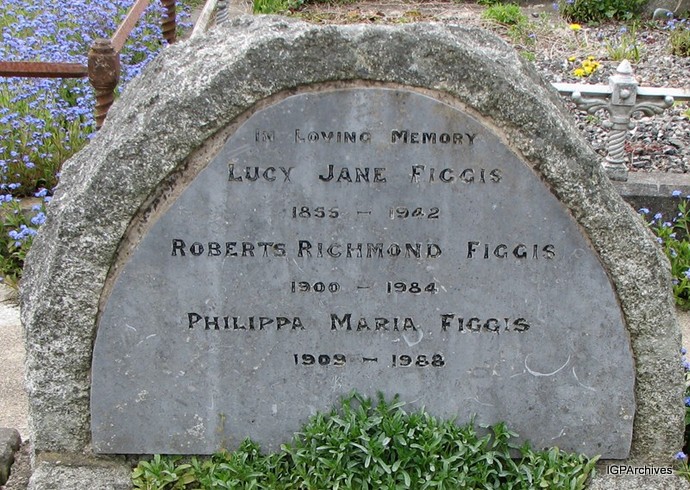 In Loving Memory
Lucy Jane Figgis
1855 – 1942
Roberts Richmond Figgis
1900 – 1984
Philippa Maria Figgis
1909 – 1988
IGPArchives